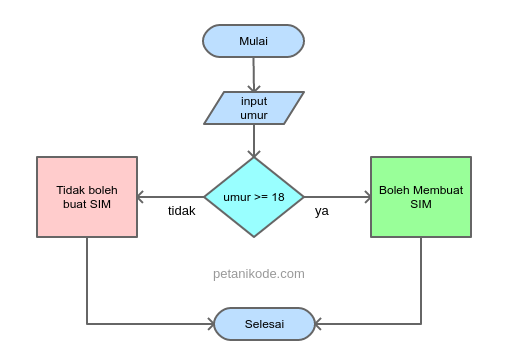 Mulai
input
umur
Tidak boleh
buat SIM
umur >= 18
Boleh Membuat
SIM
tidak
ya
petanikode.com
Selesai